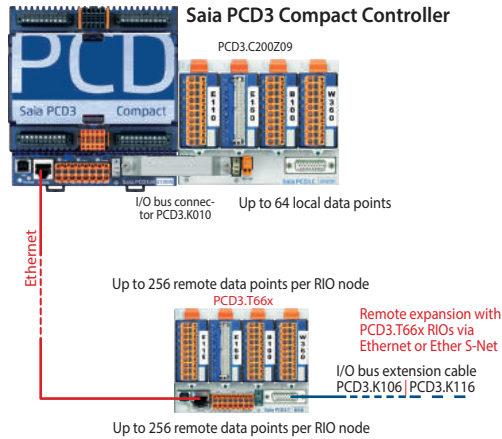 Saia PCD3 Compact Controller
PCD3.C200Z09
PCD
Saia PCD3 Compact
E110
E160
B100
W360
I/O bus connec-
tor PCD3.K010
Up to 64 local data points
Ethernet
Up to 256 remote data points per RIO node
PCD3.T66x
E110
E160
B100
W360
Remote expansion with
PCD3.T66x RIOs via
Ethernet or Ether S-Net
I/O bus extension cable
PCD3.K106 | PCD3.K116
Up to 256 remote data points per RIO node